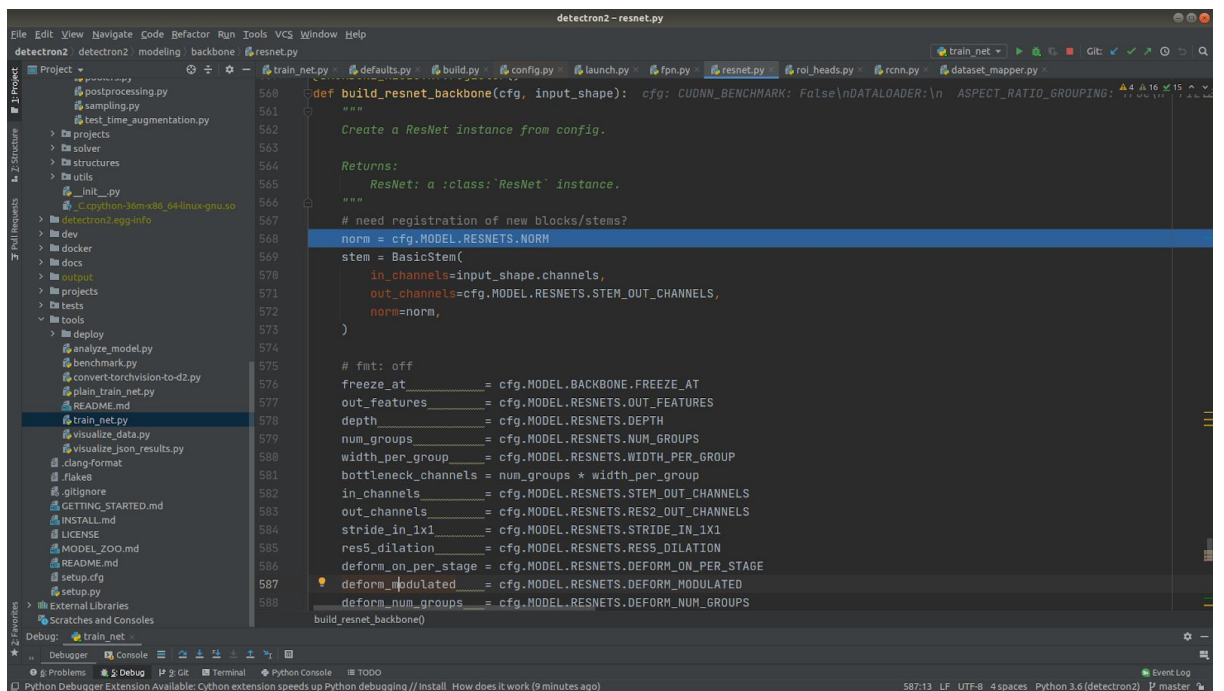 detectron2 – resnet.py
File Edit View Navigate Code Refactor Run Tools VCS Window Help
detectron2 detectron2 modeling backbone resnet.py train_net Git:
Project train_net.py defaults.py build.py config.py launch.py fpn.py resnet.py roi_heads.py rcnn.py dataset_mapper.py
1: Project
7: Structure
Pull Requests
2: Favorites
poolers.py
postprocessing.py
sampling.py
test_time_augmentation.py
projects
solver
structures
utils
__init__.py
_C.cpython-36m-x86_64-linux-gnu.so
detectron2.egg-info
dev
docker
docs
output
projects
tests
tools
deploy
analyze_model.py
benchmark.py
convert-torchvision-to-d2.py
plain_train_net.py
README.md
train_net.py
visualize_data.py
visualize_json_results.py
.clang-format
.flake8
.gitignore
GETTING_STARTED.md
INSTALL.md
LICENSE
MODEL_ZOO.md
README.md
setup.cfg
setup.py
External Libraries
Scratches and Consoles
560 def build_resnet_backbone(cfg, input_shape): cfg: CUDNN_BENCHMARK: False\nDATALOADER:\n ASPECT_RATIO_GROUPING: 4 16 15
561 """
562 Create a ResNet instance from config.
563
564 Returns:
565 ResNet: a :class:`ResNet` instance.
566 """
567 # need registration of new blocks/stems?
568 norm = cfg.MODEL.RESNETS.NORM
569 stem = BasicStem(
570 in_channels=input_shape.channels,
571 out_channels=cfg.MODEL.RESNETS.STEM_OUT_CHANNELS,
572 norm=norm,
573 )
574
575 # fmt: off
576 freeze_at = cfg.MODEL.BACKBONE.FREEZE_AT
577 out_features = cfg.MODEL.RESNETS.OUT_FEATURES
578 depth = cfg.MODEL.RESNETS.DEPTH
579 num_groups = cfg.MODEL.RESNETS.NUM_GROUPS
580 width_per_group = cfg.MODEL.RESNETS.WIDTH_PER_GROUP
581 bottleneck_channels = num_groups * width_per_group
582 in_channels = cfg.MODEL.RESNETS.STEM_OUT_CHANNELS
583 out_channels = cfg.MODEL.RESNETS.RES2_OUT_CHANNELS
584 stride_in_1x1 = cfg.MODEL.RESNETS.STRIDE_IN_1X1
585 res5_dilation = cfg.MODEL.RESNETS.RES5_DILATION
586 deform_on_per_stage = cfg.MODEL.RESNETS.DEFORM_ON_PER_STAGE
587 deform_modulated = cfg.MODEL.RESNETS.DEFORM_MODULATED
588 deform_num_groups = cfg.MODEL.RESNETS.DEFORM_NUM_GROUPS
build_resnet_backbone()
Debug: train_net
Debugger Console
6: Problems 5: Debug 9: Git Terminal Python Console TODO Event Log
Python Debugger Extension Available: Cython extension speeds up Python debugging // Install How does it work (9 minutes ago) 587:13 LF UTF-8 4 spaces Python 3.6 (detectron2) master